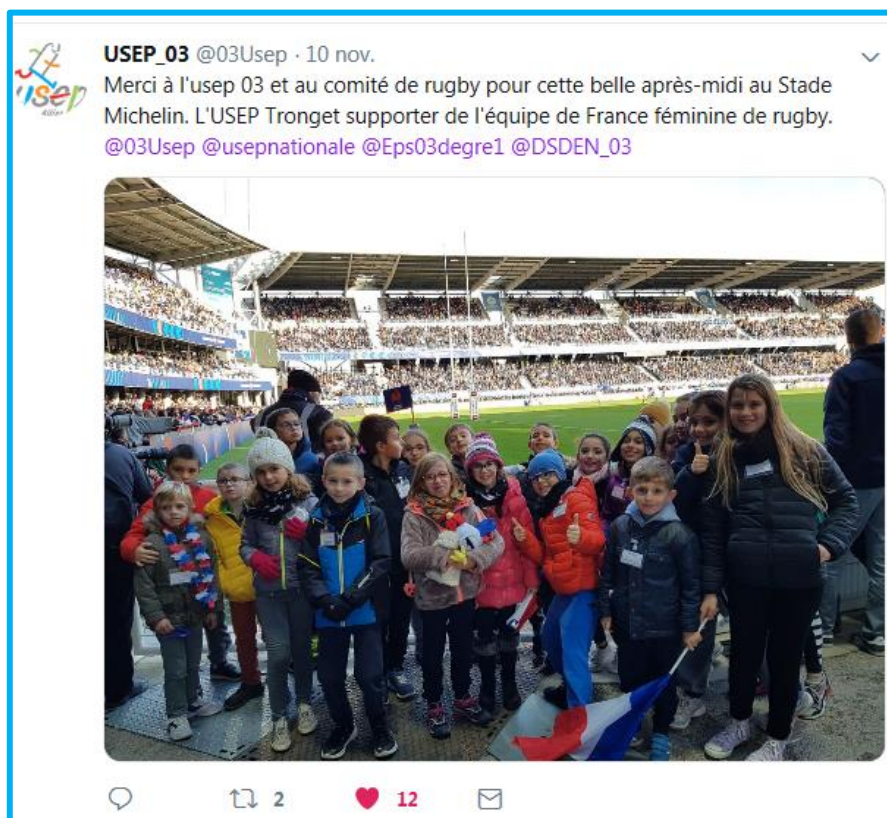 USEP_03 @03Usep · 10 nov.
Merci à l'usep 03 et au comité de rugby pour cette belle après-midi au Stade
Michelin. L'USEP Tronget supporter de l'équipe de France féminine de rugby.
@03Usep @usepnationale @Eps03degre1 @DSDEN_03
usep
2
12